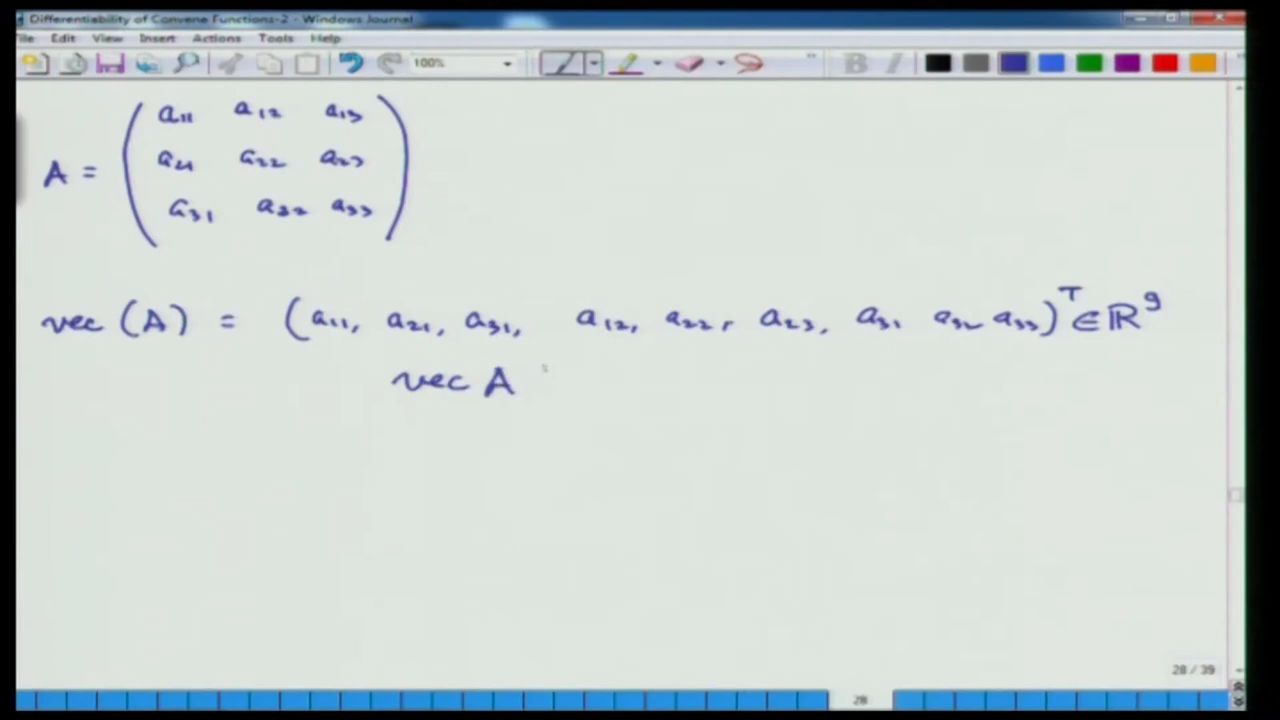 Differentiability of Convene Functions-2 - Windows Journal
File Edit View Insert Actions Tools Help
100%
B I
A = ( a11 a12 a13
a21 a22 a23
a31 a32 a33 )
vec (A) = (a11, a21, a31, a12, a22, a23, a31 a32 a33)^T ∈ ℝ^9
vec A
28 / 39
28